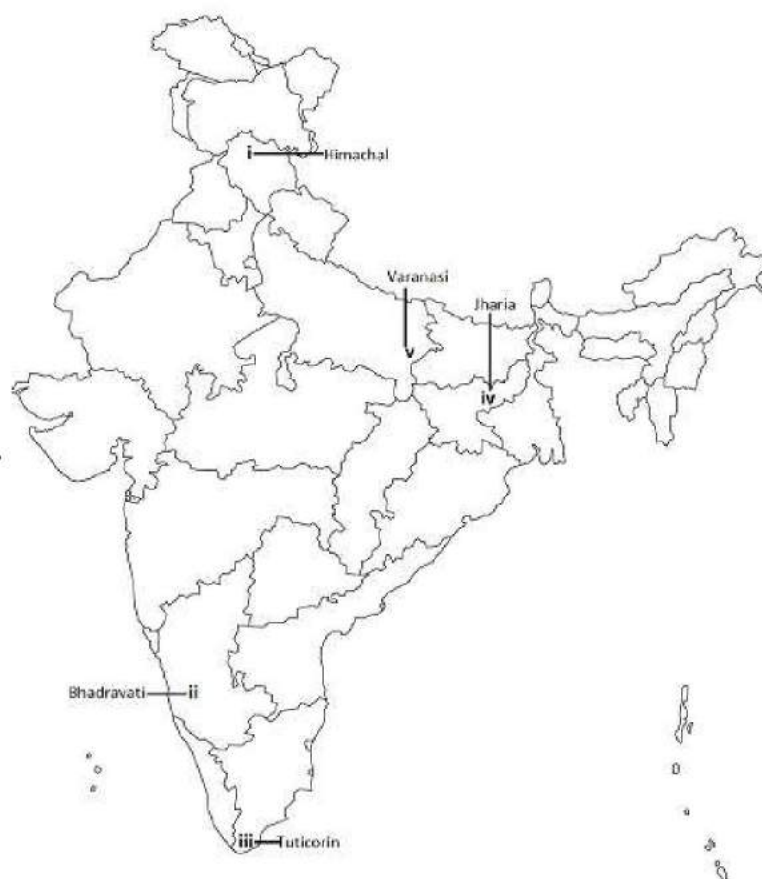 i Himachal
Varanasi
Jharia
v
iv
Bhadravati ii
iii Tuticorin